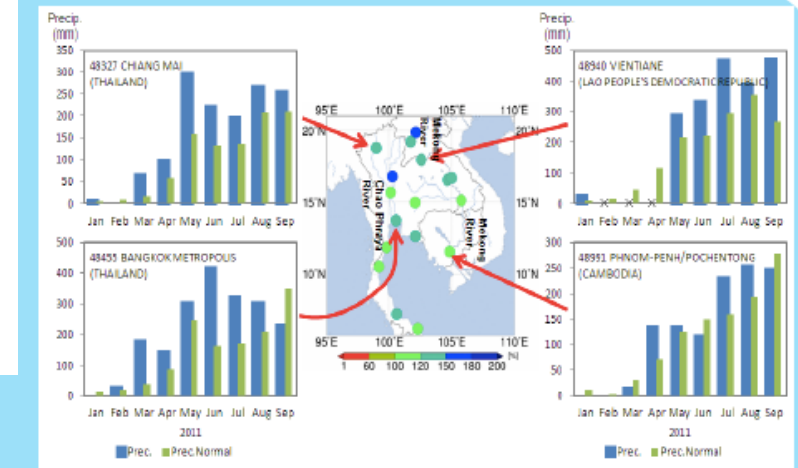 Precip.
(mm)
350
300
250
200
150
100
50
0
48327 CHIANG MAI
(THAILAND)
Jan Feb Mar Apr May Jun Jul Aug Sep
500
400
300
200
100
0
48455 BANGKOK METROPOLIS
(THAILAND)
Jan Feb Mar Apr May Jun Jul Aug Sep
2011
Prec. Prec.Normal
95°E 100°E 105°E 110°E
20°N 20°N
15°N 15°N
10°N 10°N
Mekong
River
Chao Phraya
River
Mekong
River
95°E 100°E 105°E 110°E
1 60 80 100 120 150 180 200 (%)
Precip.
(mm)
500
400
300
200
100
0
48940 VIENTIANE
(LAO PEOPLE'S DEMOCRATIC REPUBLIC)
Jan Feb Mar Apr May Jun Jul Aug Sep
300
250
200
150
100
50
0
48991 PHNOM-PENH/POCHENTONG
(CAMBODIA)
Jan Feb Mar Apr May Jun Jul Aug Sep
2011
Prec. Prec.Normal